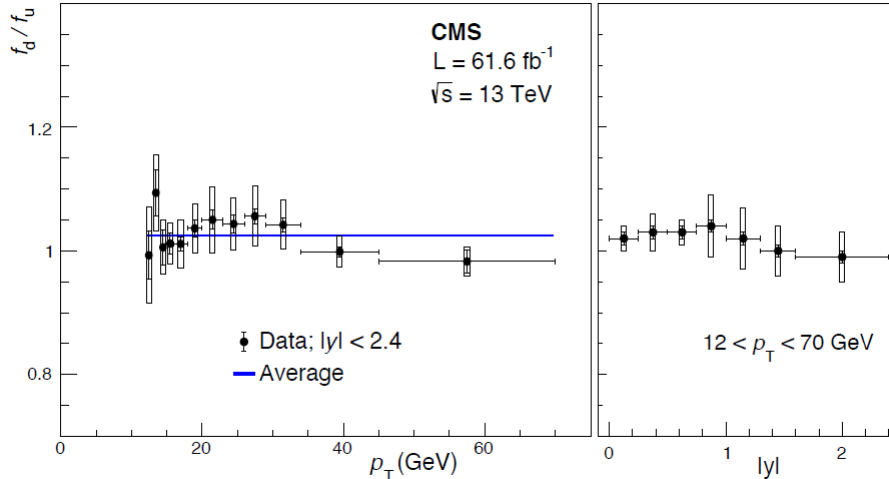 f_d / f_u
CMS
L = 61.6 fb⁻¹
√s = 13 TeV
1.2
1
0.8
Data; |y| < 2.4
Average
12 < p_T < 70 GeV
0 20 40 60
p_T (GeV)
0 1 2
|y|